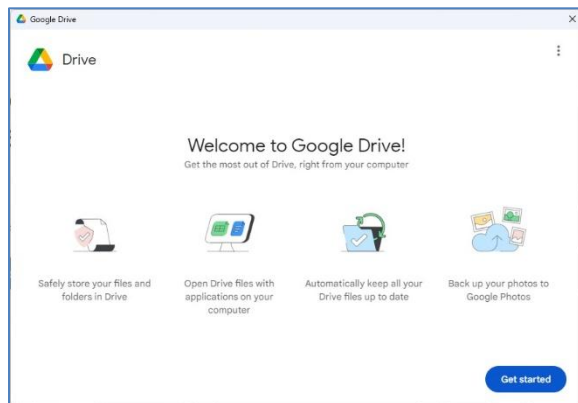 Google Drive
Drive
Welcome to Google Drive!
Get the most out of Drive, right from your computer
Safely store your files and
folders in Drive
Open Drive files with
applications on your
computer
Automatically keep all your
Drive files up to date
Back up your photos to
Google Photos
Get started